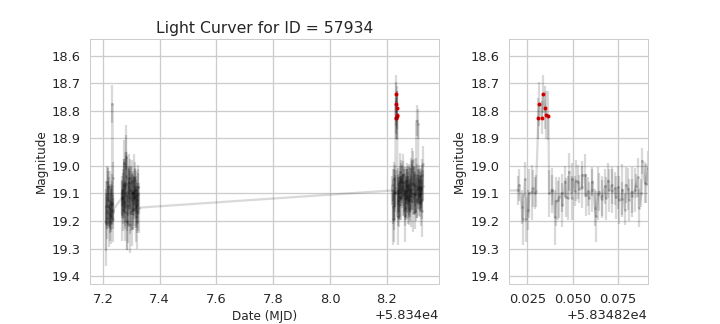 Light Curver for ID = 57934
18.6
18.7
18.8
18.9
19.0
19.1
19.2
19.3
19.4
Magnitude
7.2 7.4 7.6 7.8 8.0 8.2
Date (MJD)
+5.834e4
18.6
18.7
18.8
18.9
19.0
19.1
19.2
19.3
19.4
Magnitude
0.025 0.050 0.075
+5.83482e4